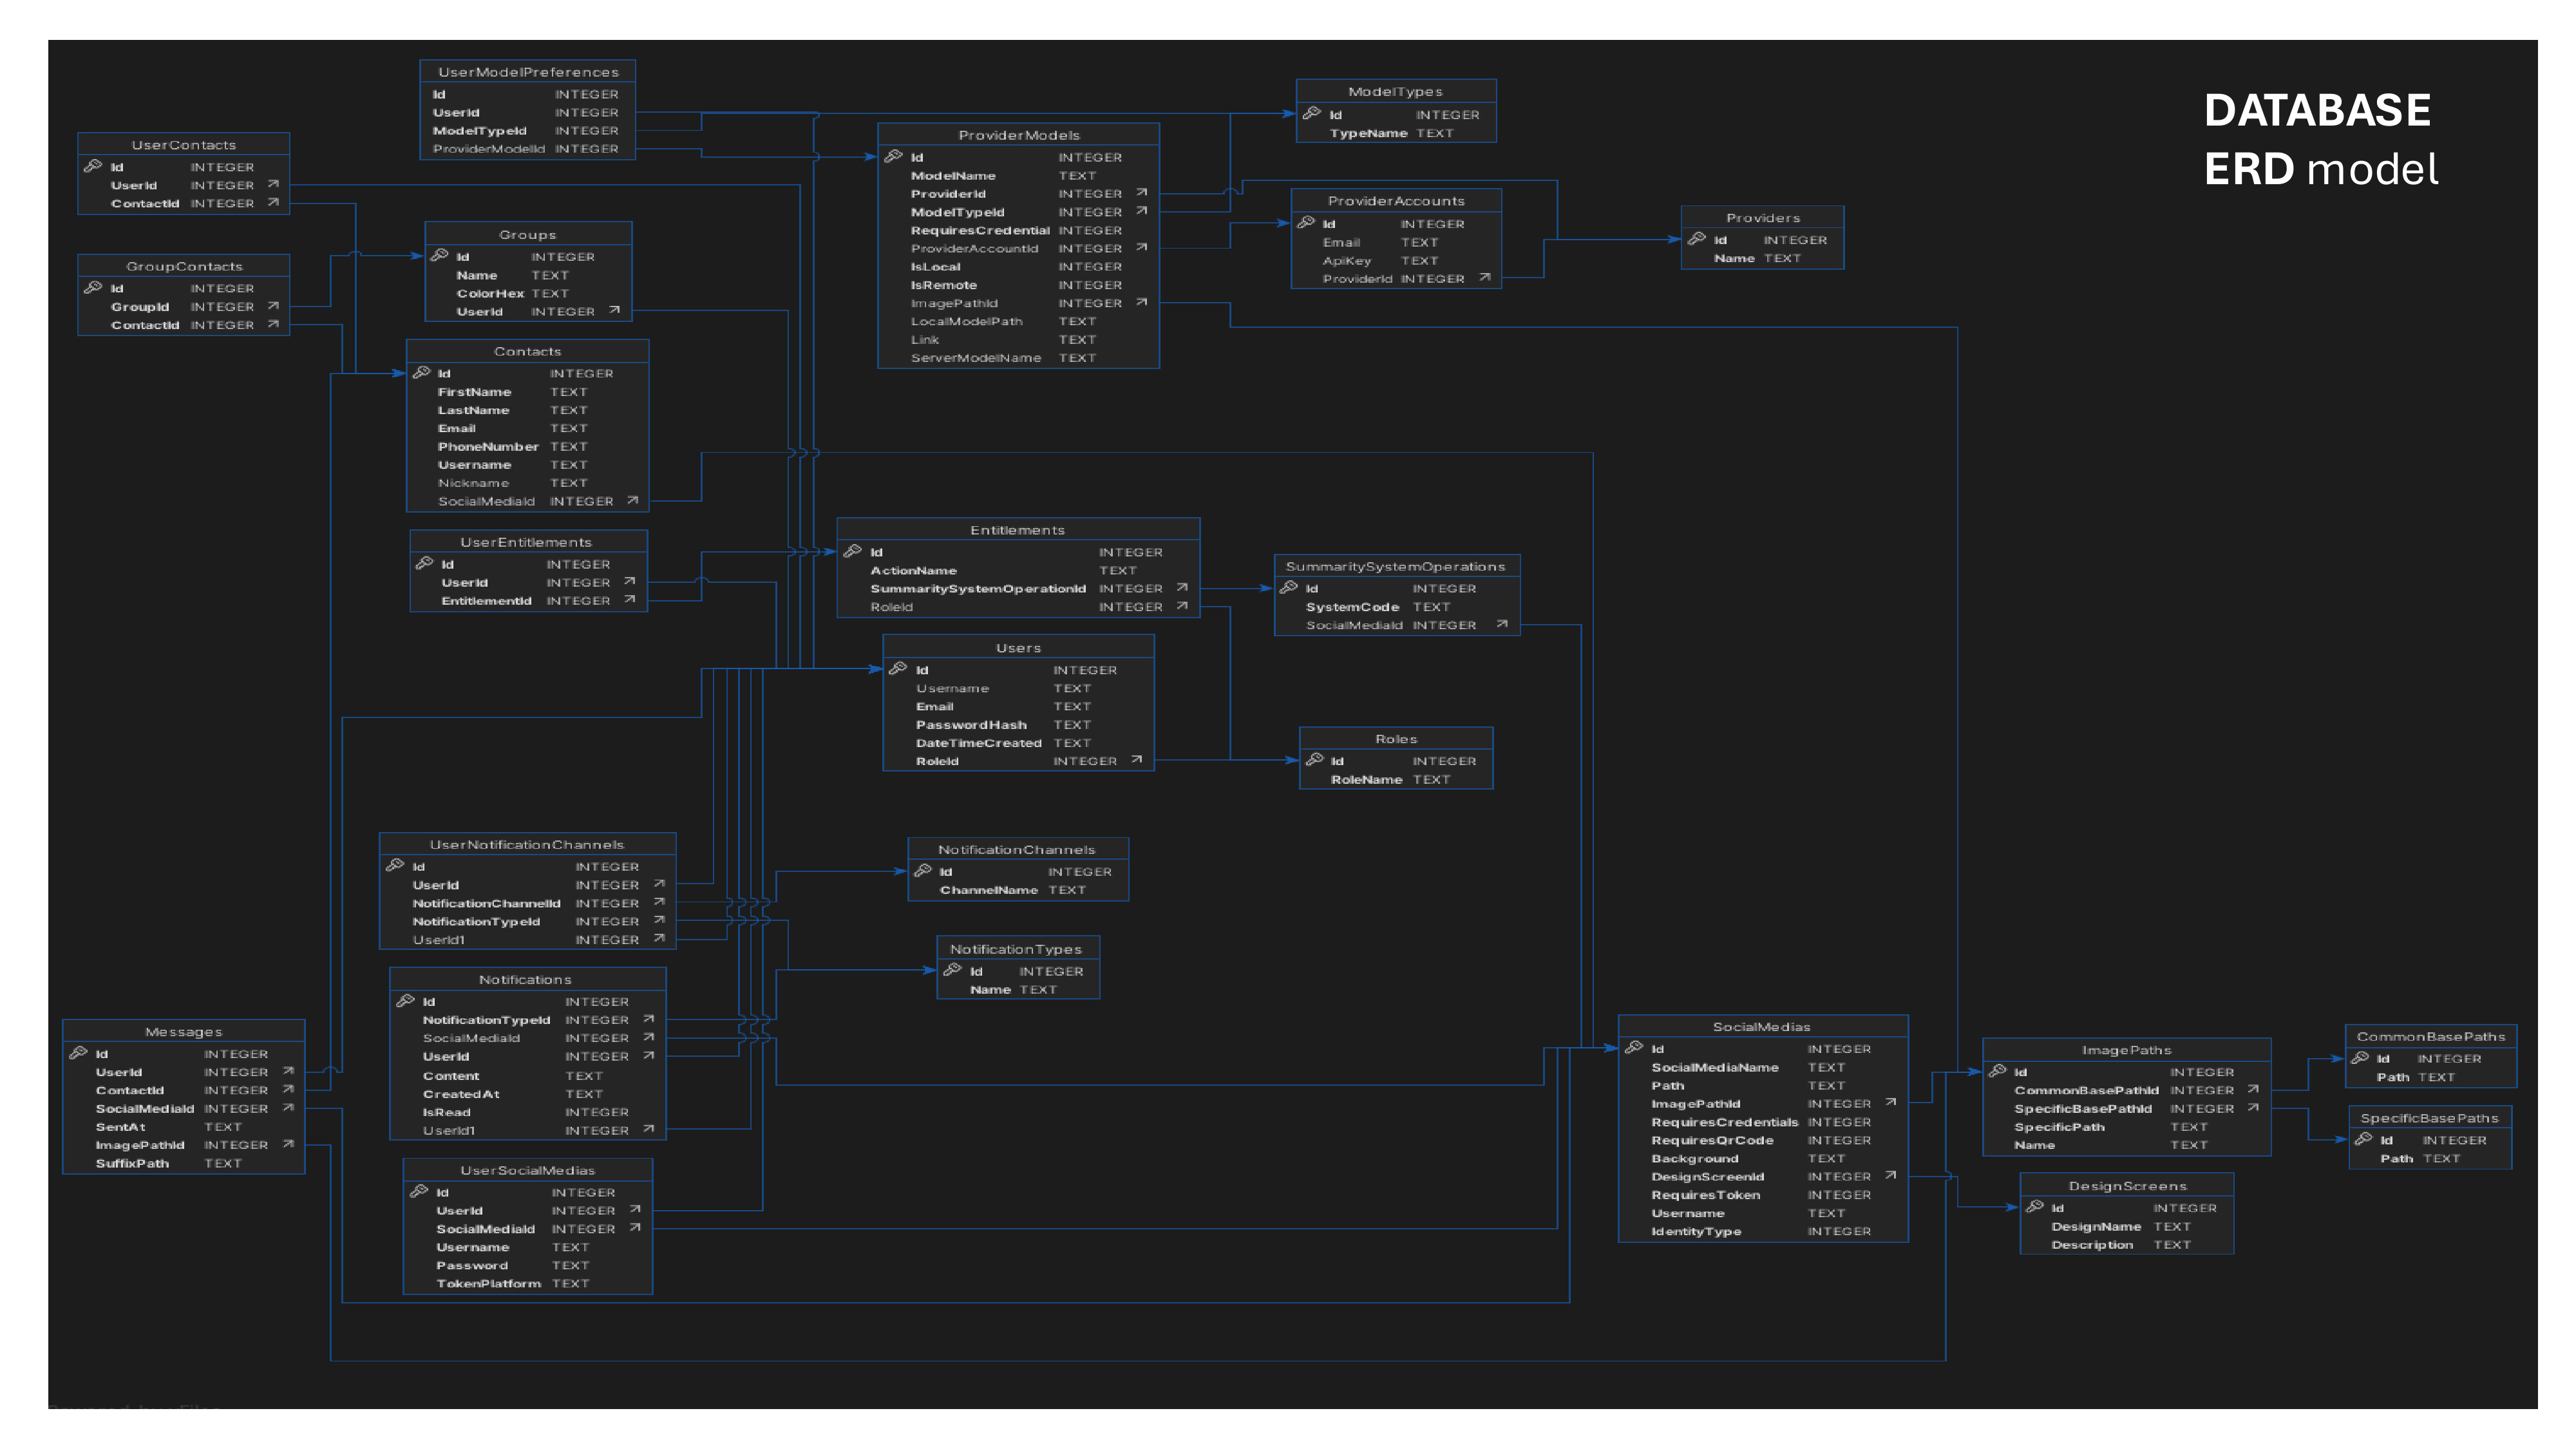 DATABASE
ERD model
UserModelPreferences
Id INTEGER
UserId INTEGER
ModelTypeId INTEGER
ProviderModelId INTEGER
UserContacts
Id INTEGER
UserId INTEGER
ContactId INTEGER
GroupContacts
Id INTEGER
GroupId INTEGER
ContactId INTEGER
Groups
Id INTEGER
Name TEXT
ColorHex TEXT
UserId INTEGER
Contacts
Id INTEGER
FirstName TEXT
LastName TEXT
Email TEXT
PhoneNumber TEXT
Username TEXT
Nickname TEXT
SocialMediaId INTEGER
ProviderModels
Id INTEGER
ModelName TEXT
ProviderId INTEGER
ModelTypeId INTEGER
RequiresCredential INTEGER
ProviderAccountId INTEGER
IsLocal INTEGER
IsRemote INTEGER
ImagePathId INTEGER
LocalModelPath TEXT
Link TEXT
ServerModelName TEXT
ModelTypes
Id INTEGER
TypeName TEXT
ProviderAccounts
Id INTEGER
Email TEXT
ApiKey TEXT
ProviderId INTEGER
Providers
Id INTEGER
Name TEXT
UserEntitlements
Id INTEGER
UserId INTEGER
EntitlementId INTEGER
Entitlements
Id INTEGER
ActionName TEXT
SummaritySystemOperationId INTEGER
RoleId INTEGER
SummaritySystemOperations
Id INTEGER
SystemCode TEXT
SocialMediaId INTEGER
Users
Id INTEGER
Username TEXT
Email TEXT
PasswordHash TEXT
DateTimeCreated TEXT
RoleId INTEGER
Roles
Id INTEGER
RoleName TEXT
UserNotificationChannels
Id INTEGER
UserId INTEGER
NotificationChannelId INTEGER
NotificationTypeId INTEGER
UserId1 INTEGER
NotificationChannels
Id INTEGER
ChannelName TEXT
NotificationTypes
Id INTEGER
Name TEXT
Notifications
Id INTEGER
NotificationTypeId INTEGER
SocialMediaId INTEGER
UserId INTEGER
Content TEXT
CreatedAt TEXT
IsRead INTEGER
UserId1 INTEGER
Messages
Id INTEGER
UserId INTEGER
ContactId INTEGER
SocialMediaId INTEGER
SentAt TEXT
ImagePathId INTEGER
SuffixPath TEXT
UserSocialMedias
Id INTEGER
UserId INTEGER
SocialMediaId INTEGER
Username TEXT
Password TEXT
TokenPlatform TEXT
SocialMedias
Id INTEGER
SocialMediaName TEXT
Path TEXT
ImagePathId INTEGER
RequiresCredentials INTEGER
RequiresQrCode INTEGER
Background TEXT
DesignScreenId INTEGER
RequiresToken INTEGER
Username TEXT
IdentityType INTEGER
ImagePaths
Id INTEGER
CommonBasePathId INTEGER
SpecificBasePathId INTEGER
SpecificPath TEXT
Name TEXT
CommonBasePaths
Id INTEGER
Path TEXT
SpecificBasePaths
Id INTEGER
Path TEXT
DesignScreens
Id INTEGER
DesignName TEXT
Description TEXT